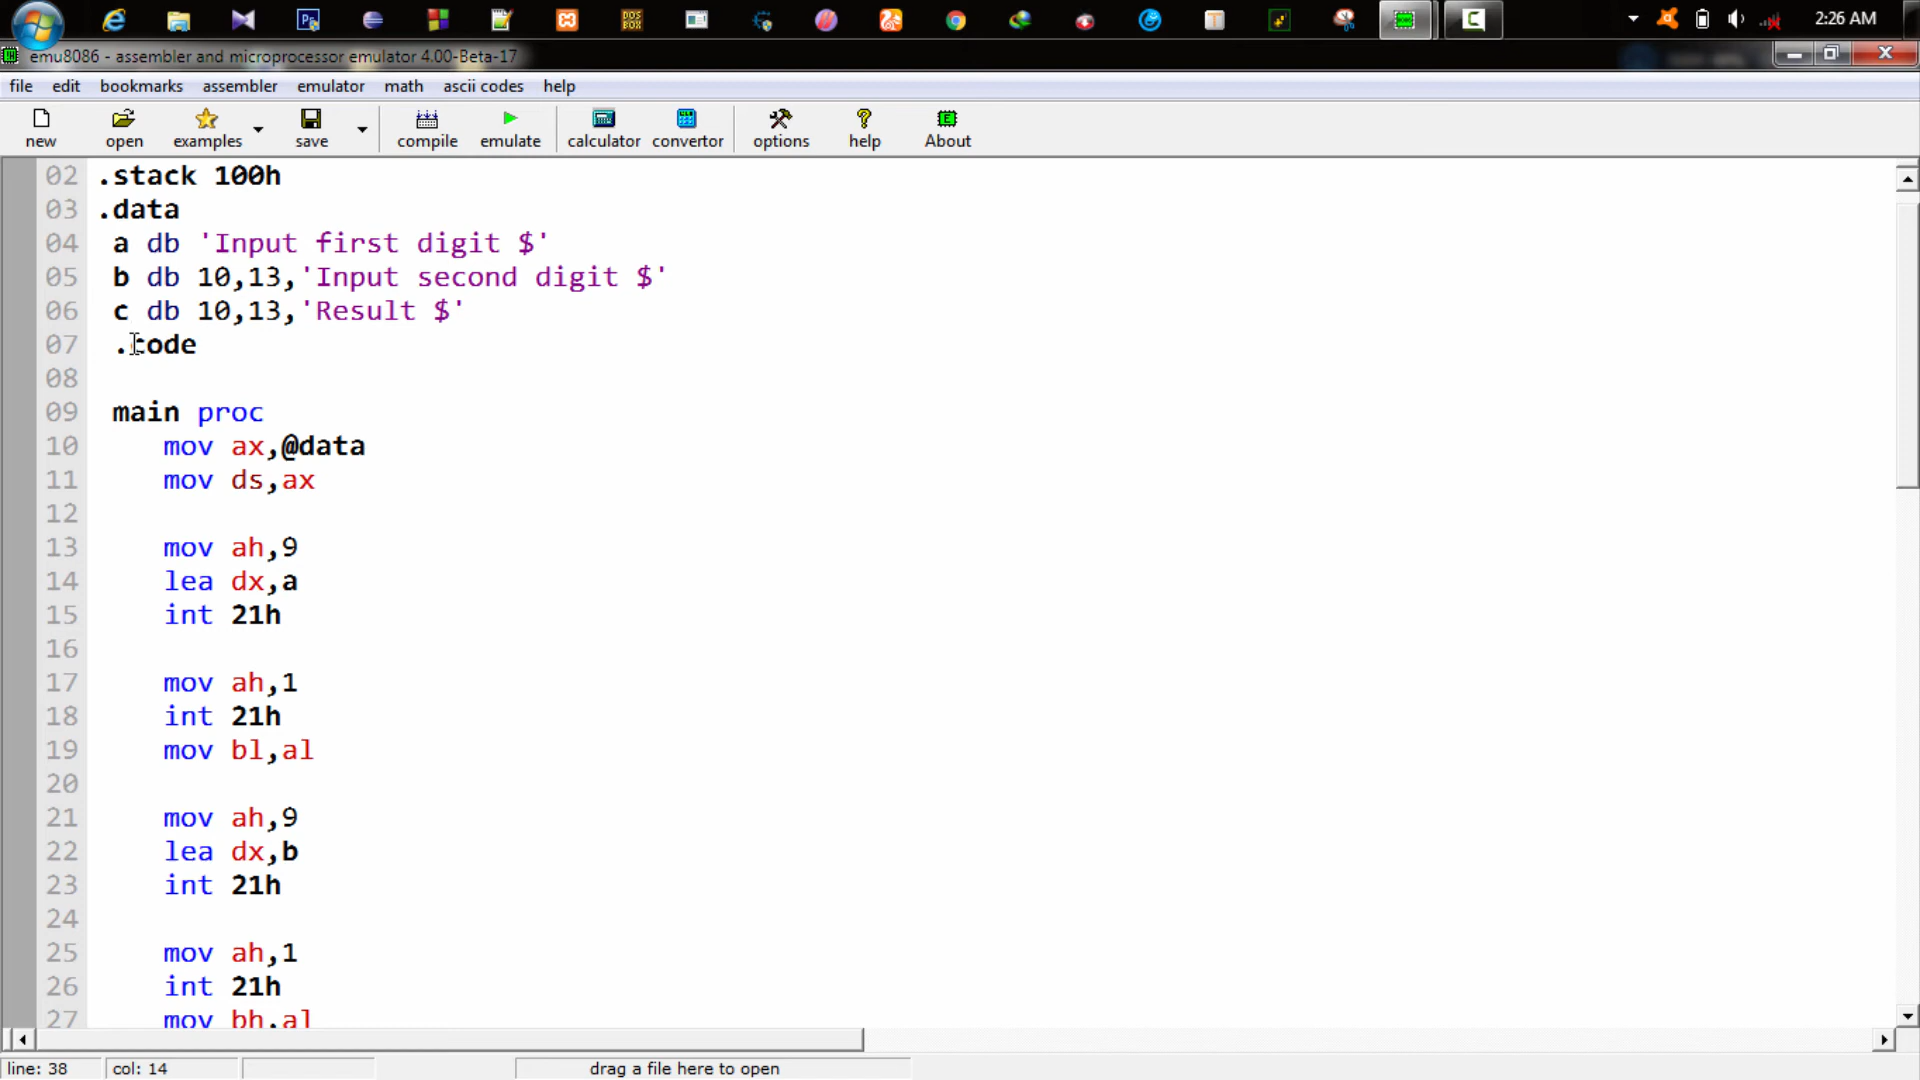 2:26 AM
emu8086 - assembler and microprocessor emulator 4.00-Beta-17
file edit bookmarks assembler emulator math ascii codes help
new open examples save compile emulate calculator convertor options help About
02 .stack 100h
03 .data
04 a db 'Input first digit $'
05 b db 10,13,'Input second digit $'
06 c db 10,13,'Result $'
07 .code
08
09 main proc
10 mov ax,@data
11 mov ds,ax
12
13 mov ah,9
14 lea dx,a
15 int 21h
16
17 mov ah,1
18 int 21h
19 mov bl,al
20
21 mov ah,9
22 lea dx,b
23 int 21h
24
25 mov ah,1
26 int 21h
27 mov bh,al
line: 38 col: 14 drag a file here to open